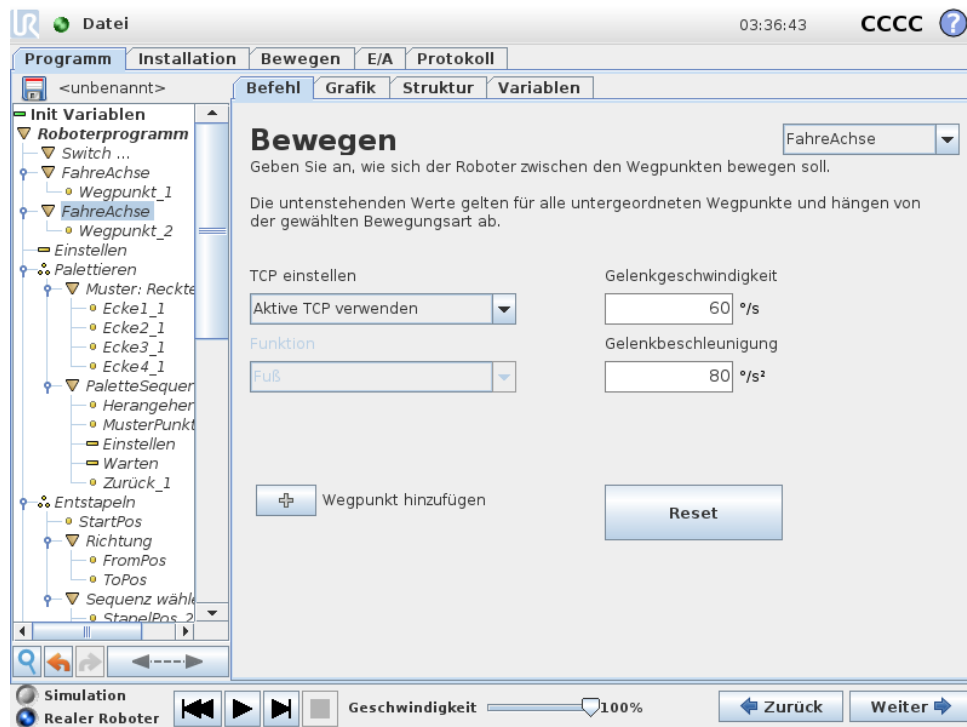 UR Datei 03:36:43 CCCC ?
Programm Installation Bewegen E/A Protokoll
<unbenannt>
Befehl Grafik Struktur Variablen
Init Variablen
Roboterprogramm
Switch ...
FahreAchse
Wegpunkt_1
FahreAchse
Wegpunkt_2
Einstellen
Palettieren
Muster: Reckte
Ecke1_1
Ecke2_1
Ecke3_1
Ecke4_1
PaletteSequen
Herangehen
MusterPunkt
Einstellen
Warten
Zurück_1
Entstapeln
StartPos
Richtung
FromPos
ToPos
Sequenz wähle
StapelPos_2
Bewegen
FahreAchse
Geben Sie an, wie sich der Roboter zwischen den Wegpunkten bewegen soll.
Die untenstehenden Werte gelten für alle untergeordneten Wegpunkte und hängen von
der gewählten Bewegungsart ab.
TCP einstellen
Aktive TCP verwenden
Funktion
Fuß
Gelenkgeschwindigkeit
60 °/s
Gelenkbeschleunigung
80 °/s²
Wegpunkt hinzufügen
Reset
Simulation
Realer Roboter
Geschwindigkeit 100%
Zurück
Weiter